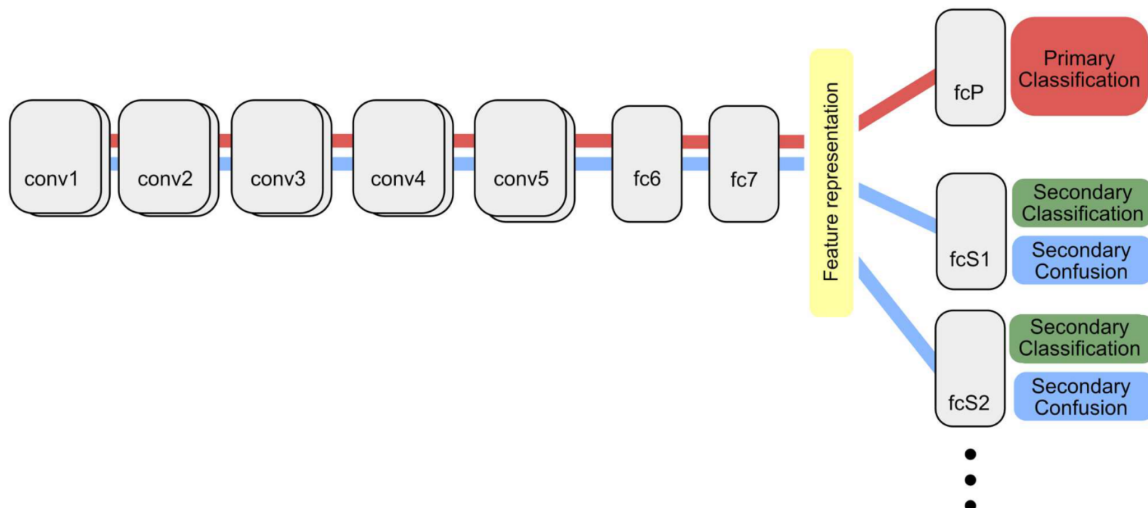 conv1
conv2
conv3
conv4
conv5
fc6
fc7
Feature representation
fcP
Primary
Classification
fcS1
Secondary
Classification
Secondary
Confusion
fcS2
Secondary
Classification
Secondary
Confusion